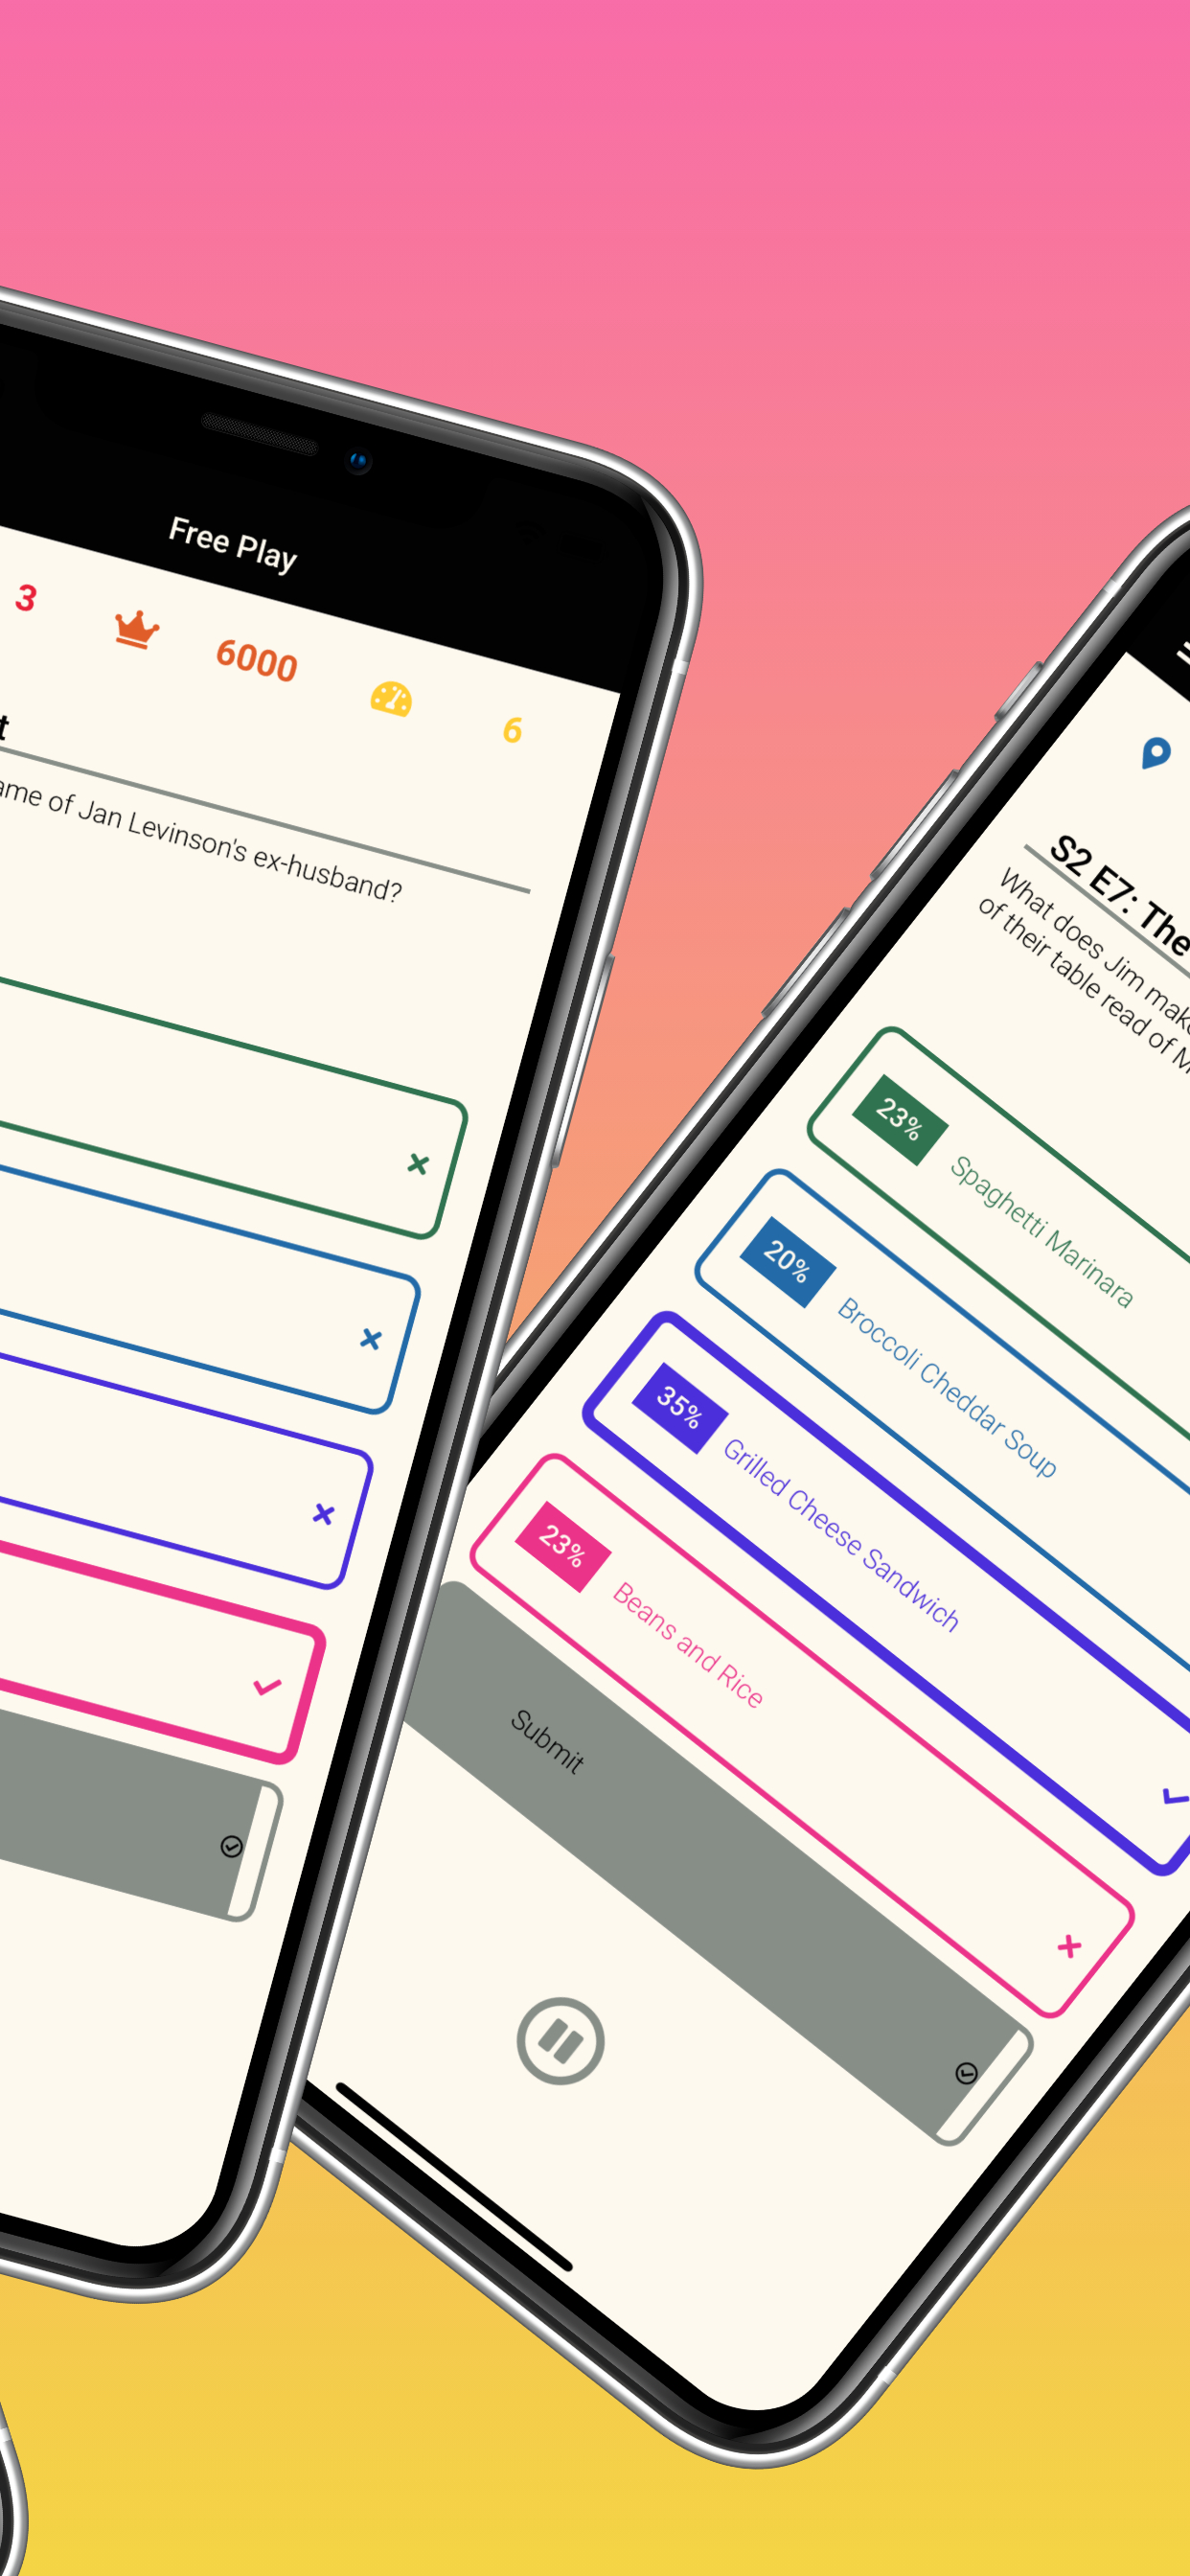 Free Play
3
6000
6
t
ame of Jan Levinson's ex-husband?
S2 E7: The
What does Jim mak
of their table read of M
23%
Spaghetti Marinara
20%
Broccoli Cheddar Soup
35%
Grilled Cheese Sandwich
23%
Beans and Rice
Submit